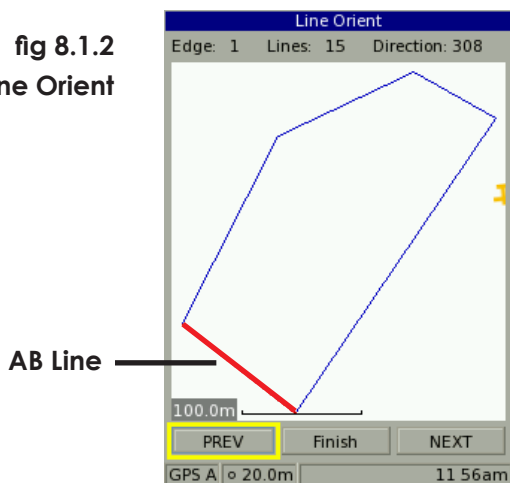 fig 8.1.2
ne Orient
AB Line
Line Orient
Edge: 1 Lines: 15 Direction: 308
100.0m
PREV Finish NEXT
GPS A 20.0m 11 56am